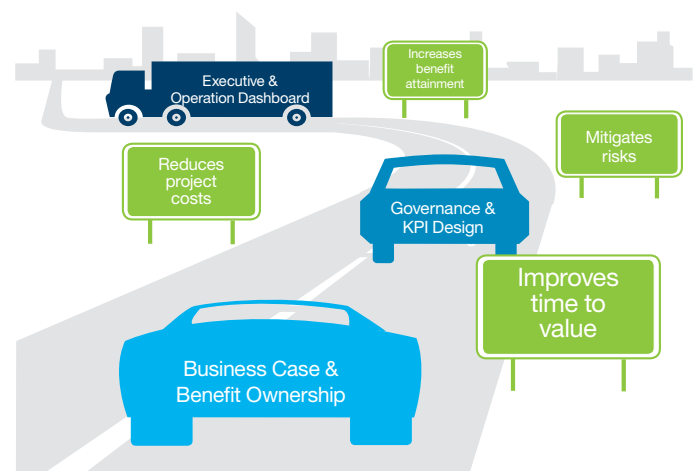 Executive &
Operation Dashboard
Increases
benefit
attainment
Mitigates
risks
Reduces
project
costs
Governance &
KPI Design
Improves
time to
value
Business Case &
Benefit Ownership